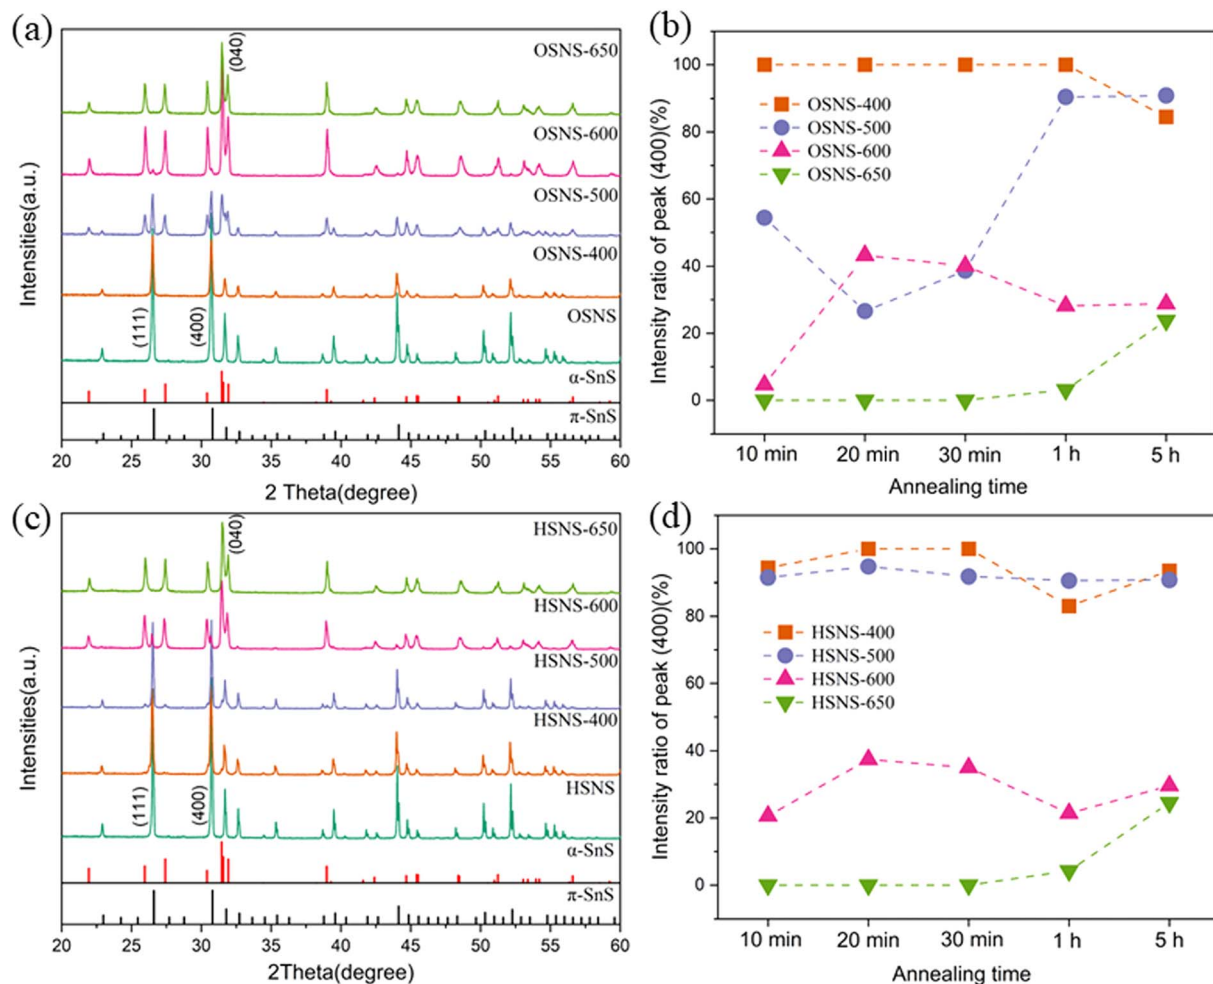 (a)
OSNS-650
(040)
OSNS-600
OSNS-500
OSNS-400
(111)
(400)
OSNS
α-SnS
π-SnS
Intensities(a.u.)
20 25 30 35 40 45 50 55 60
2 Theta(degree)
(b)
100
80
60
40
20
0
OSNS-400
OSNS-500
OSNS-600
OSNS-650
Intensity ratio of peak (400)(%)
10 min 20 min 30 min 1 h 5 h
Annealing time
(c)
HSNS-650
(040)
HSNS-600
HSNS-500
HSNS-400
HSNS
(111)
(400)
α-SnS
π-SnS
Intensities(a.u.)
20 25 30 35 40 45 50 55 60
2Theta(degree)
(d)
100
80
60
40
20
0
HSNS-400
HSNS-500
HSNS-600
HSNS-650
Intensity ratio of peak (400)(%)
10 min 20 min 30 min 1 h 5 h
Annealing time